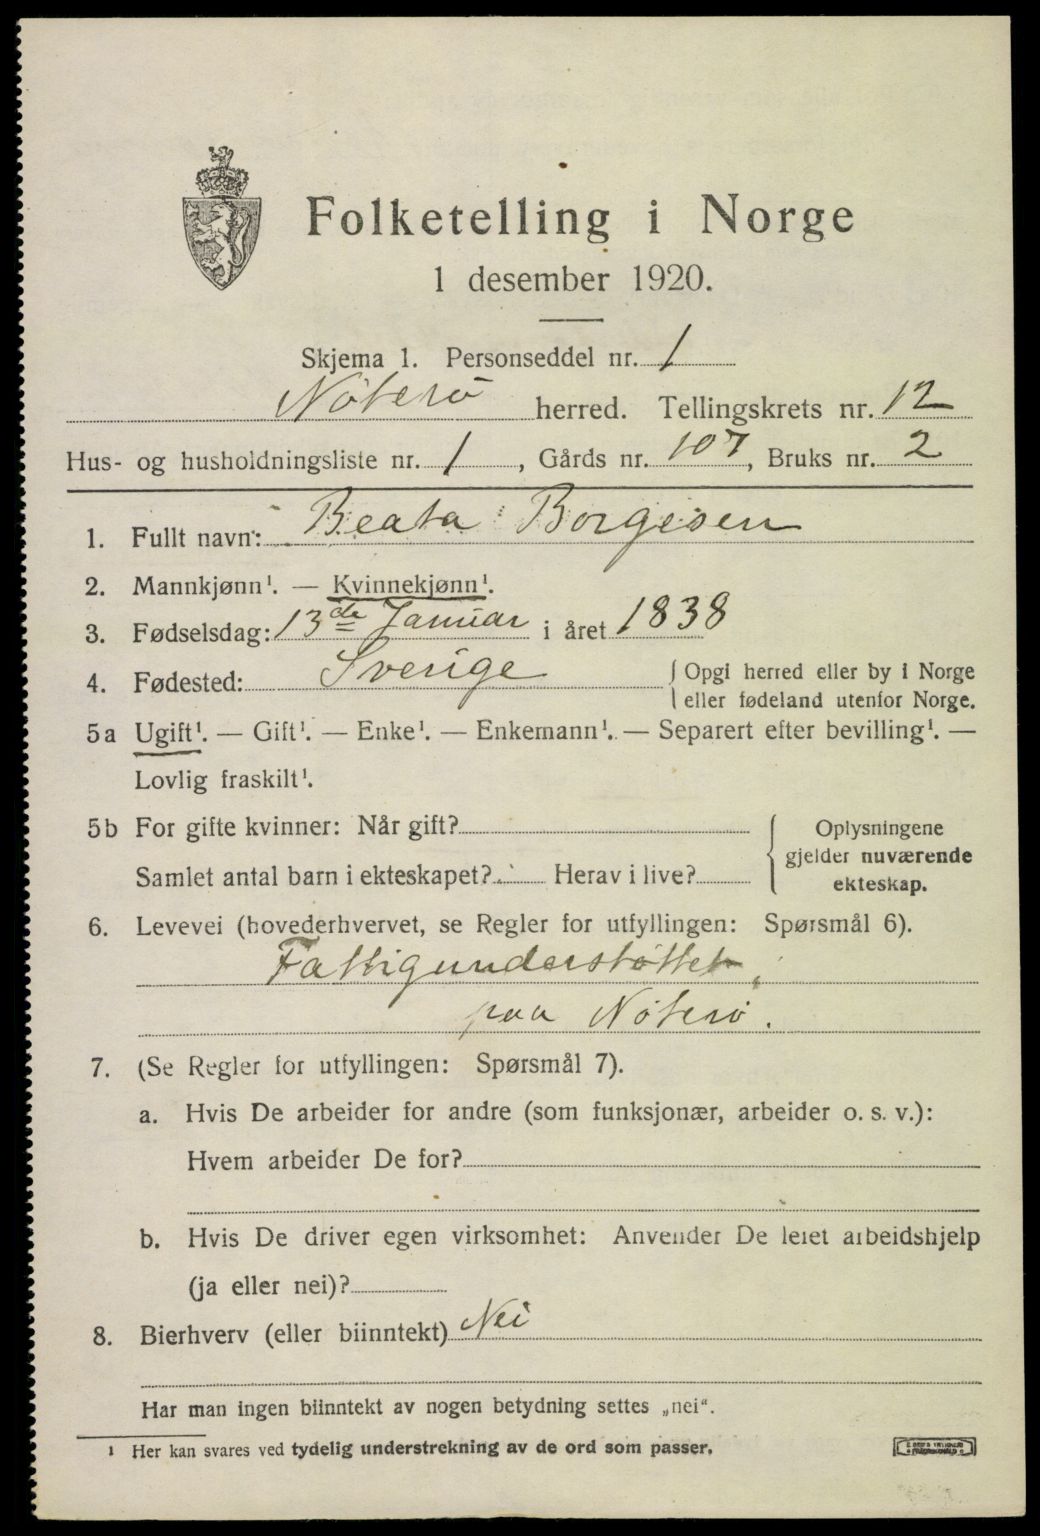 Folketelling i Norge
1 desember 1920.
Skjema 1. Personseddel nr. 1
Nøterø herred. Tellingskrets nr. 12
Hus- og husholdningsliste nr. 1, Gårds nr. 107, Bruks nr. 2
1. Fullt navn: Beata Borgesen
2. Mannkjønn¹. — Kvinnekjønn¹.
3. Fødselsdag: 13de Januar i året 1838
4. Fødested: Sverige { Opgi herred eller by i Norge
eller fødeland utenfor Norge.
5a Ugift¹. — Gift¹. — Enke¹. — Enkemann¹. — Separert efter bevilling¹. —
Lovlig fraskilt¹.
5b For gifte kvinner: Når gift?
Samlet antal barn i ekteskapet? Herav i live?
{ Oplysningene
gjelder nuværende
ekteskap.
6. Levevei (hovederhvervet, se Regler for utfyllingen: Spørsmål 6).
Fattigunderstøttet
paa Nøterø.
7. (Se Regler for utfyllingen: Spørsmål 7).
a. Hvis De arbeider for andre (som funksjonær, arbeider o. s. v.):
Hvem arbeider De for?
b. Hvis De driver egen virksomhet: Anvender De leiet arbeidshjelp
(ja eller nei)?
8. Bierhverv (eller biinntekt) Nei
Har man ingen biinntekt av nogen betydning settes „nei“.
¹ Her kan svares ved tydelig understrekning av de ord som passer.